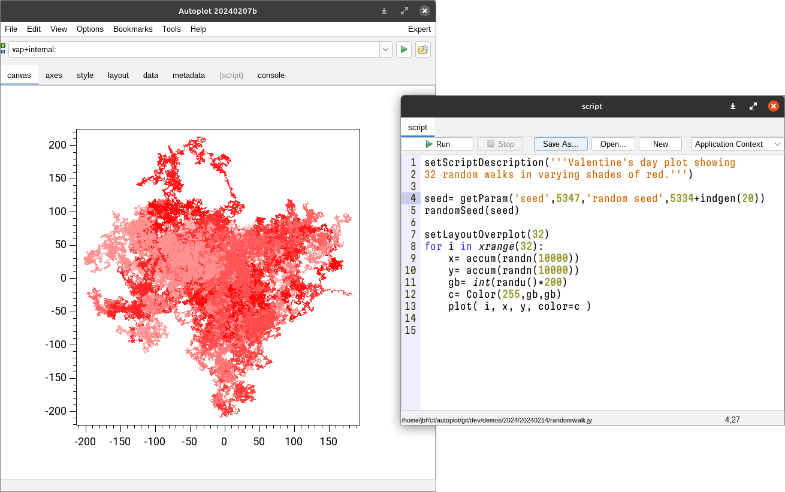 Autoplot 20240207b
File Edit View Options Bookmarks Tools Help Expert
vap+internal:
canvas axes style layout data metadata (script) console
200
150
100
50
0
-50
-100
-150
-200
-200 -150 -100 -50 0 50 100 150
script
script
Run Stop Save As... Open... New Application Context
1 setScriptDescription('''Valentine's day plot showing
2 32 random walks in varying shades of red.''')
3
4 seed= getParam('seed',5347,'random seed',5334+indgen(20))
5 randomSeed(seed)
6
7 setLayoutOverplot(32)
8 for i in xrange(32):
9 x= accum(randn(10000))
10 y= accum(randn(10000))
11 gb= int(randu()*200)
12 c= Color(255,gb,gb)
13 plot( i, x, y, color=c )
14
15
/home/jbf/ct/autoplot/git/dev/demos/2024/20240214/randomwalk.jy 4,27